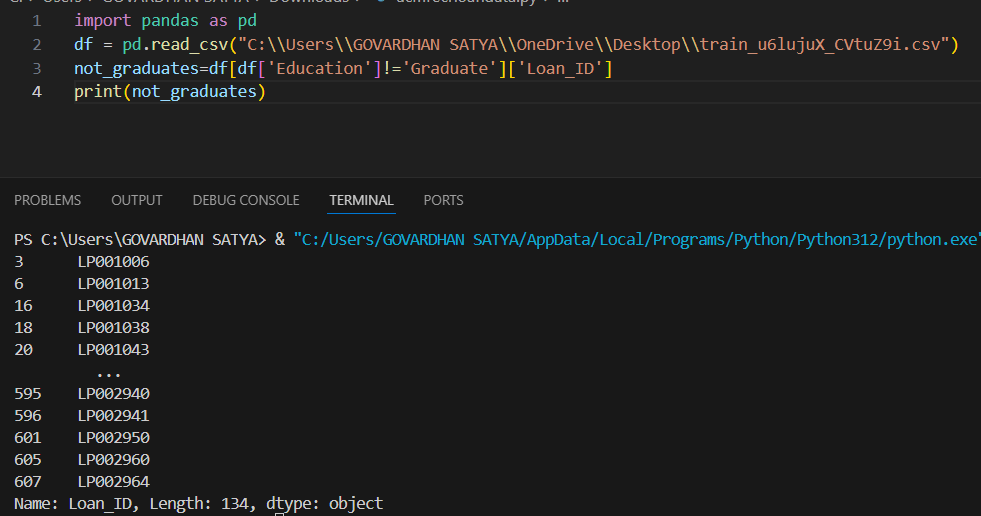 1 import pandas as pd
2 df = pd.read_csv("C:\\Users\\GOVARDHAN SATYA\\OneDrive\\Desktop\\train_u6lujuX_CVtuZ9i.csv")
3 not_graduates=df[df['Education']!='Graduate']['Loan_ID']
4 print(not_graduates)
PROBLEMS OUTPUT DEBUG CONSOLE TERMINAL PORTS
PS C:\Users\GOVARDHAN SATYA> & "C:/Users/GOVARDHAN SATYA/AppData/Local/Programs/Python/Python312/python.exe"
3 LP001006
6 LP001013
16 LP001034
18 LP001038
20 LP001043
...
595 LP002940
596 LP002941
601 LP002950
605 LP002960
607 LP002964
Name: Loan_ID, Length: 134, dtype: object